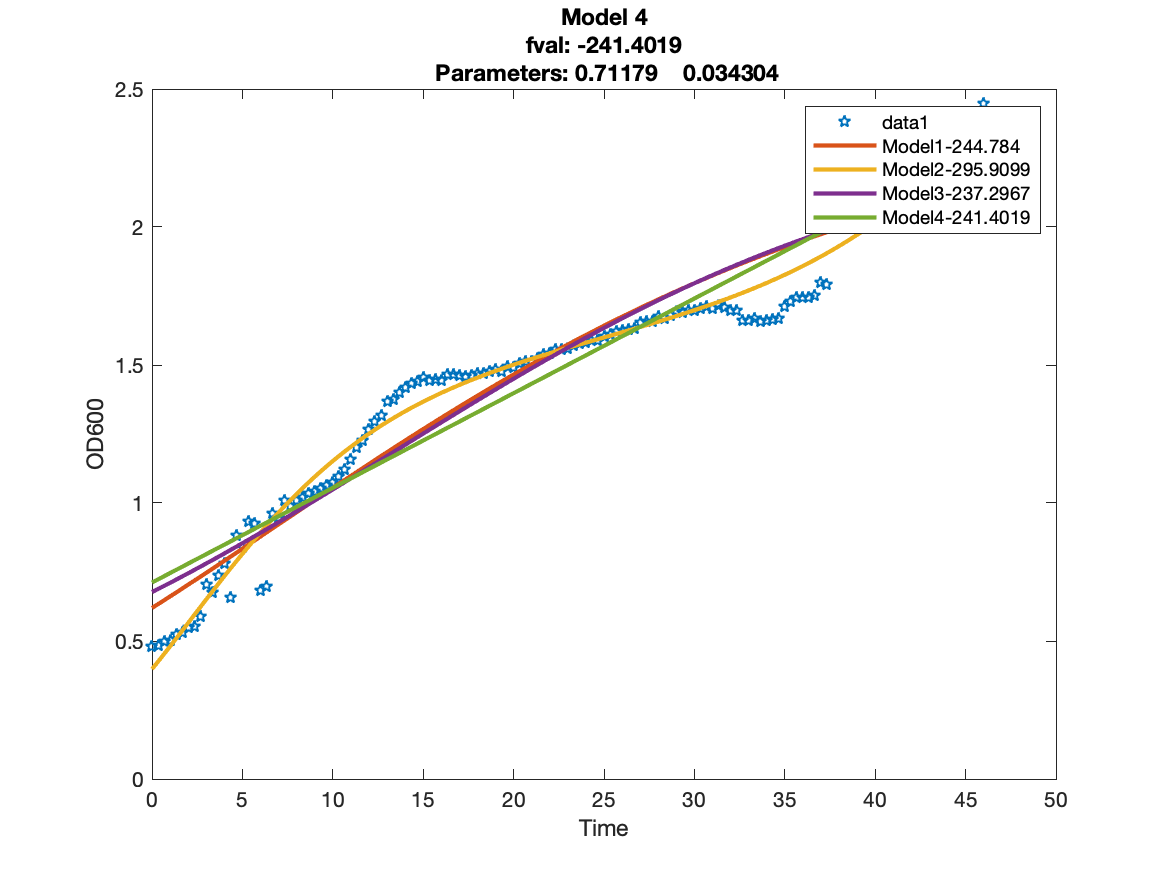 Model 4
fval: -241.4019
Parameters: 0.71179 0.034304
2.5
2
1.5
1
0.5
0
OD600
data1
Model1-244.784
Model2-295.9099
Model3-237.2967
Model4-241.4019
0 5 10 15 20 25 30 35 40 45 50
Time